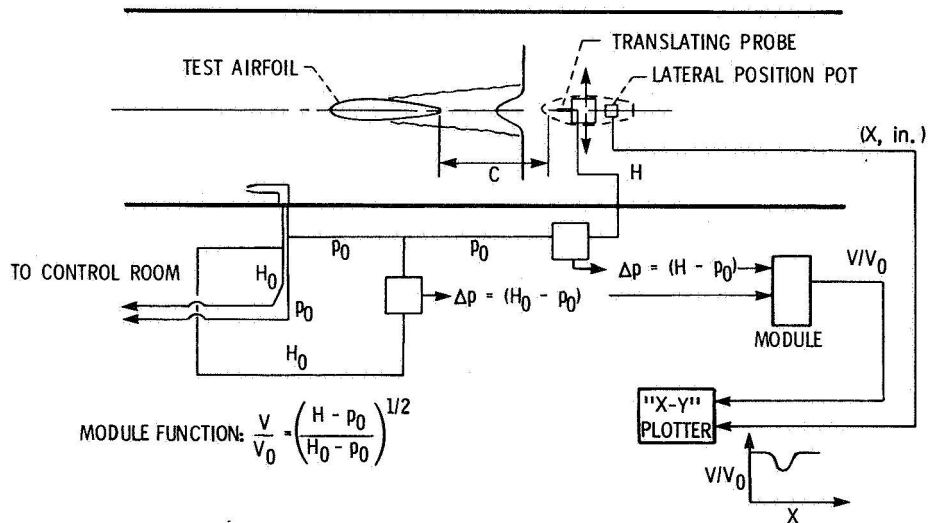 TRANSLATING PROBE
TEST AIRFOIL
LATERAL POSITION POT
(X, in.)
C
H
p₀
p₀
TO CONTROL ROOM
H₀
p₀
Δp = (H - p₀)
V/V₀
Δp = (H₀ - p₀)
MODULE
H₀
MODULE FUNCTION: V/V₀ = ((H - p₀)/(H₀ - p₀))^1/2
"X-Y"
PLOTTER
V/V₀
X